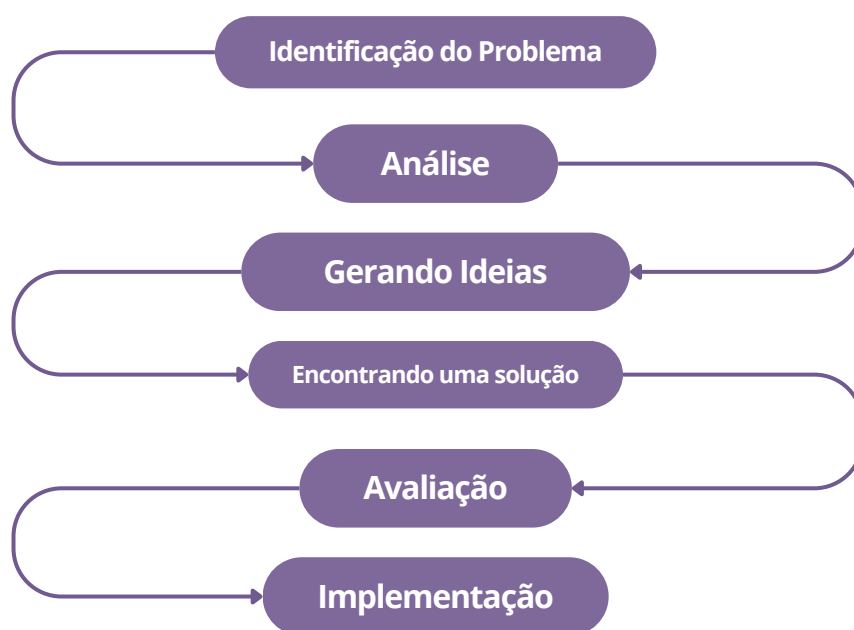 Identificação do Problema
Análise
Gerando Ideias
Encontrando uma solução
Avaliação
Implementação